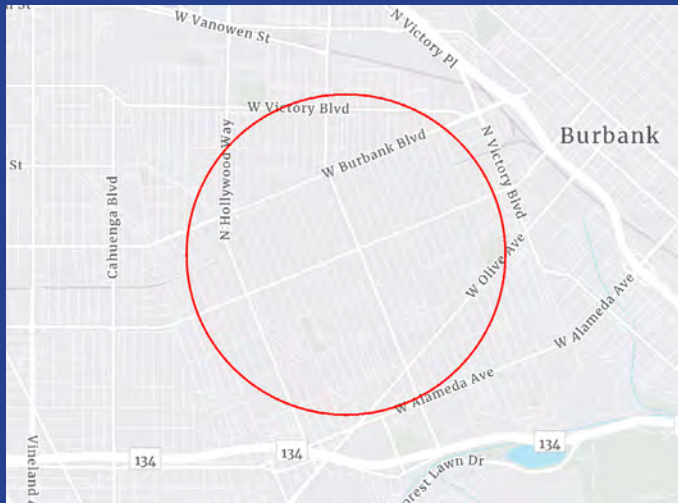 W Vanowen St
N Victory Pl
W Victory Blvd
Burbank
W Burbank Blvd
N Victory Blvd
St
N Hollywood Way
Cahuenga Blvd
W Olive Ave
W Alameda Ave
W Alameda Ave
134
134
134
Vineland
orest Lawn Dr